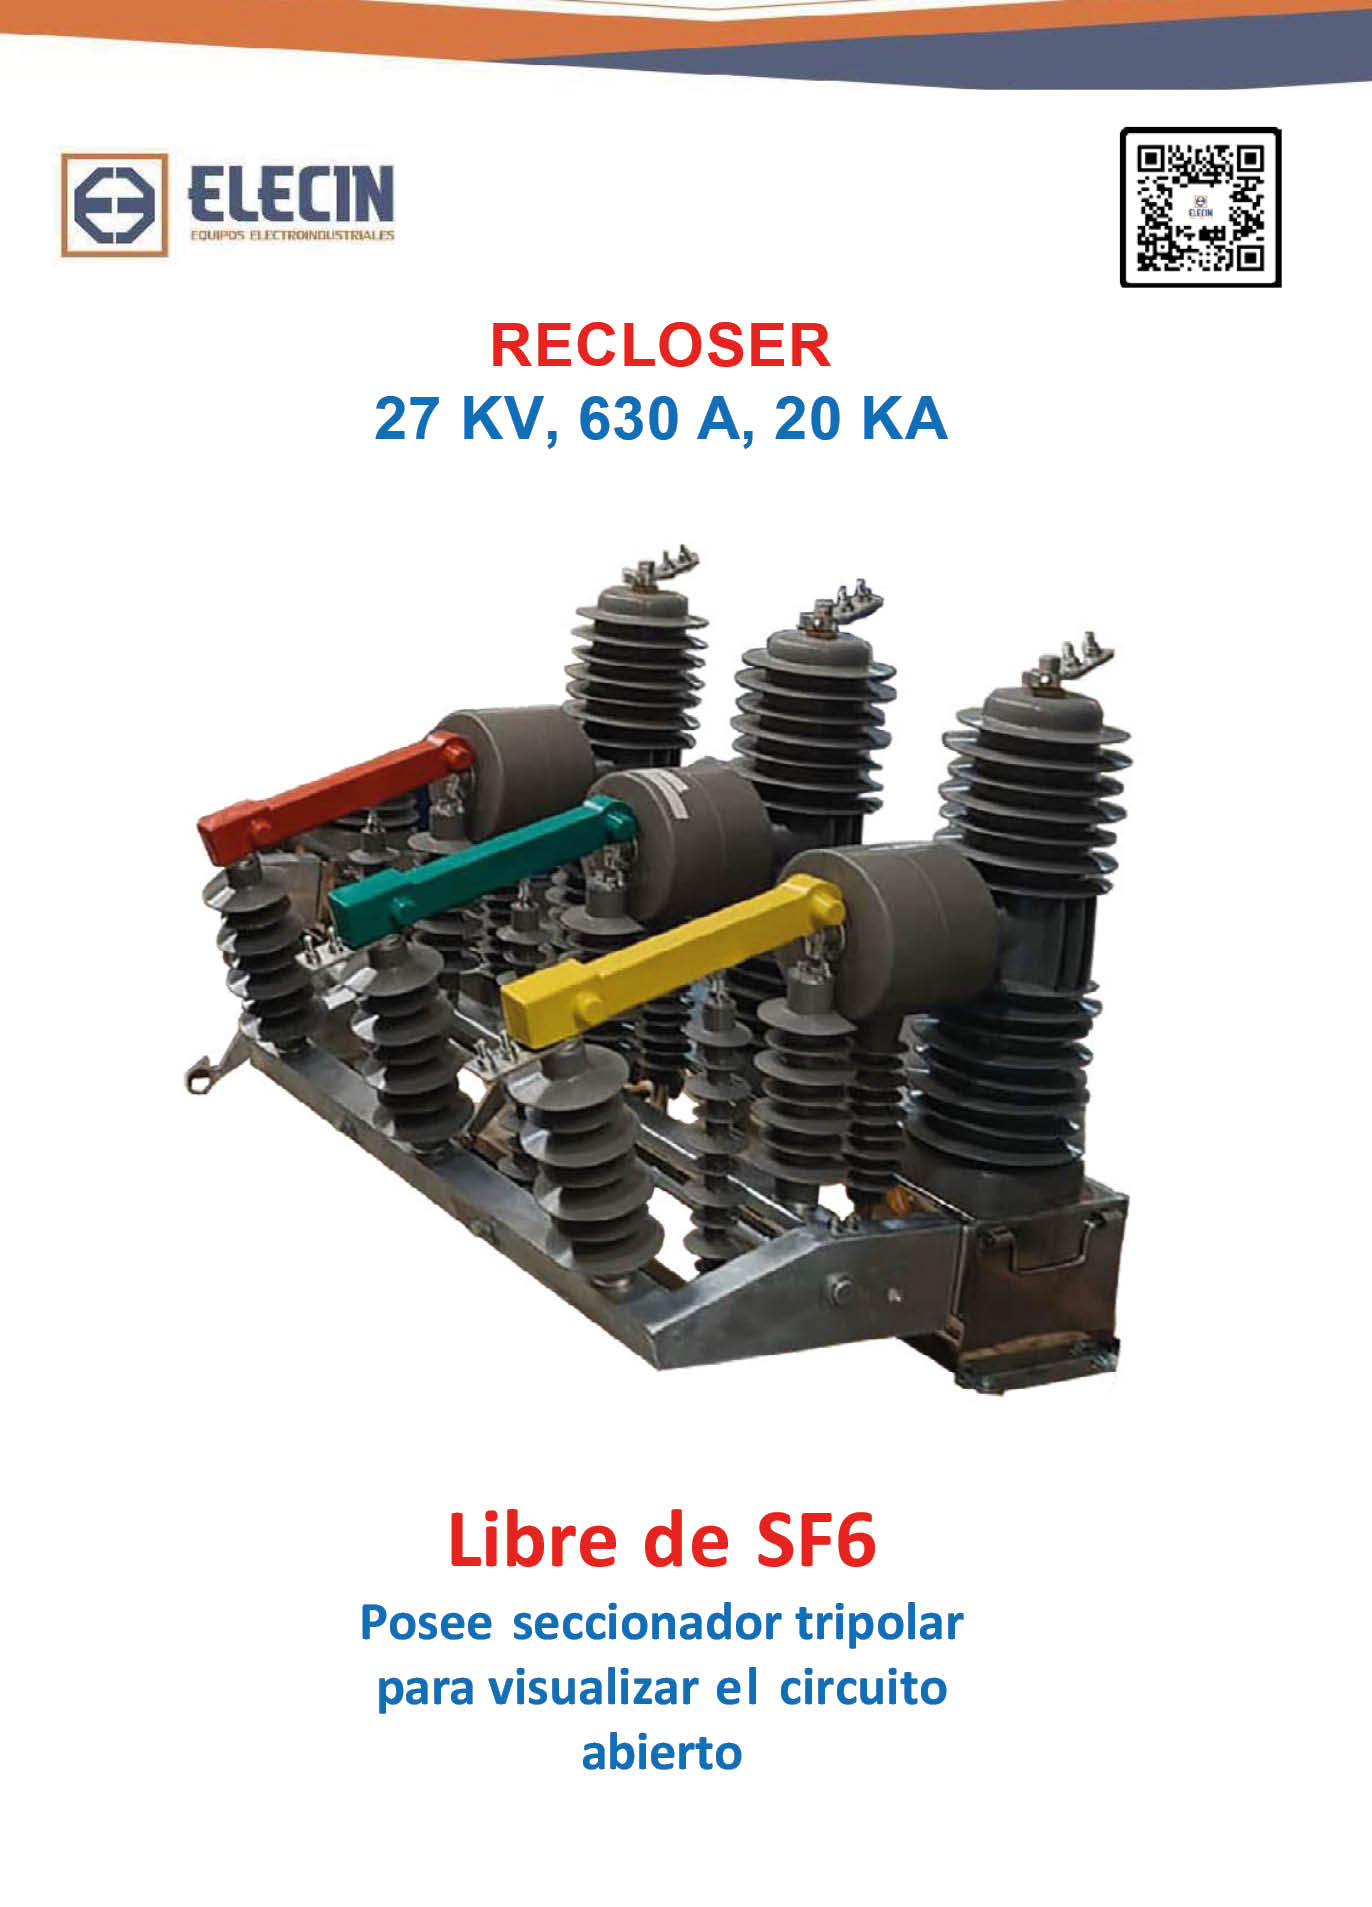 ELECIN
EQUIPOS ELECTROINDUSTRIALES
ELECIN
RECLOSER
27 KV, 630 A, 20 KA
Libre de SF6
Posee seccionador tripolar
para visualizar el circuito
abierto